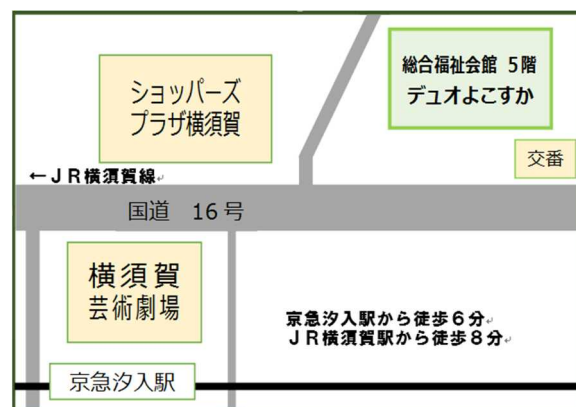 総合福祉会館 5階
デュオよこすか
ショッパーズ
プラザ横須賀
交番
←ＪＲ横須賀線
国道　16号
横須賀
芸術劇場
京急汐入駅から徒歩６分
ＪＲ横須賀駅から徒歩８分
京急汐入駅